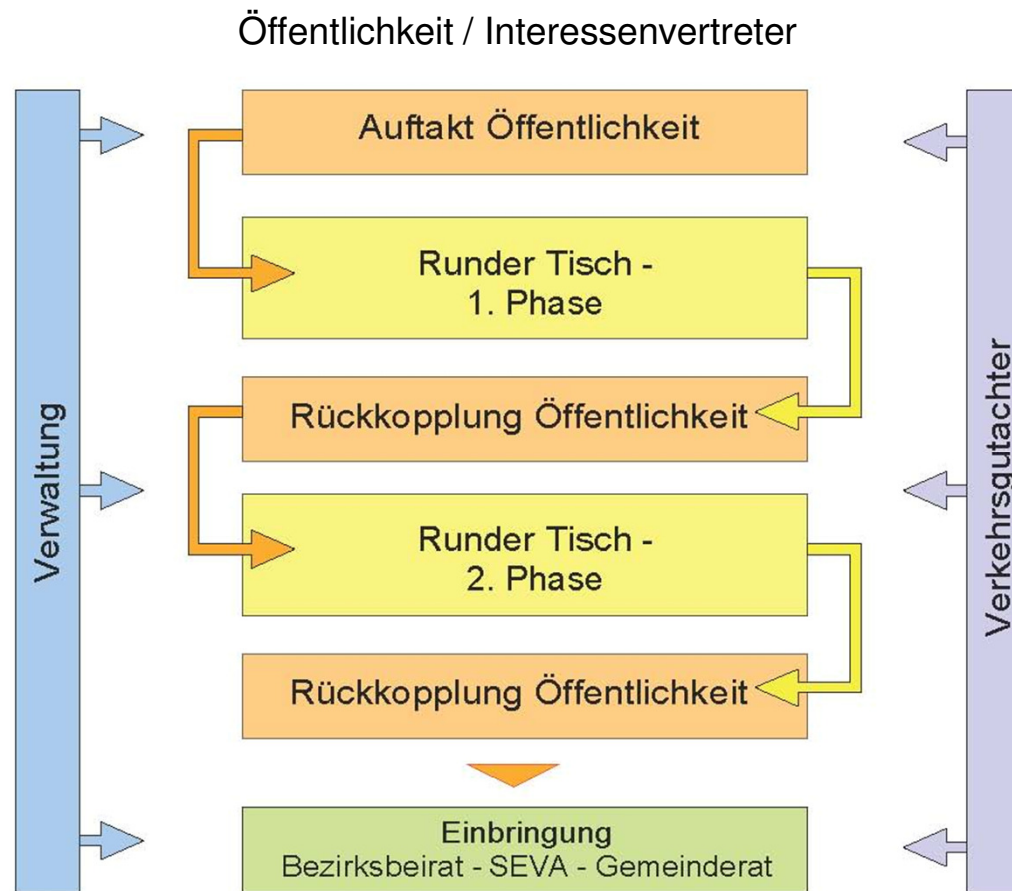 Öffentlichkeit / Interessenvertreter
Auftakt Öffentlichkeit
Runder Tisch -
1. Phase
Rückkopplung Öffentlichkeit
Runder Tisch -
2. Phase
Rückkopplung Öffentlichkeit
Einbringung
Bezirksbeirat - SEVA - Gemeinderat
Verwaltung
Verkehrsgutachter